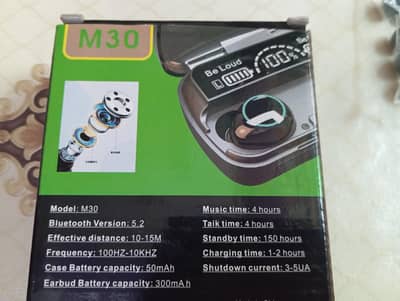 M30
Be Loud
100%
Model: M30
Bluetooth Version: 5.2
Effective distance: 10-15M
Frequency: 100HZ-10KHZ
Case Battery capacity: 50mAh
Earbud Battery capacity: 300mA h
Music time: 4 hours
Taik time: 4 hours
Standby time: 150 hours
Charging time: 1-2 hours
Shutdown current: 3-5UA